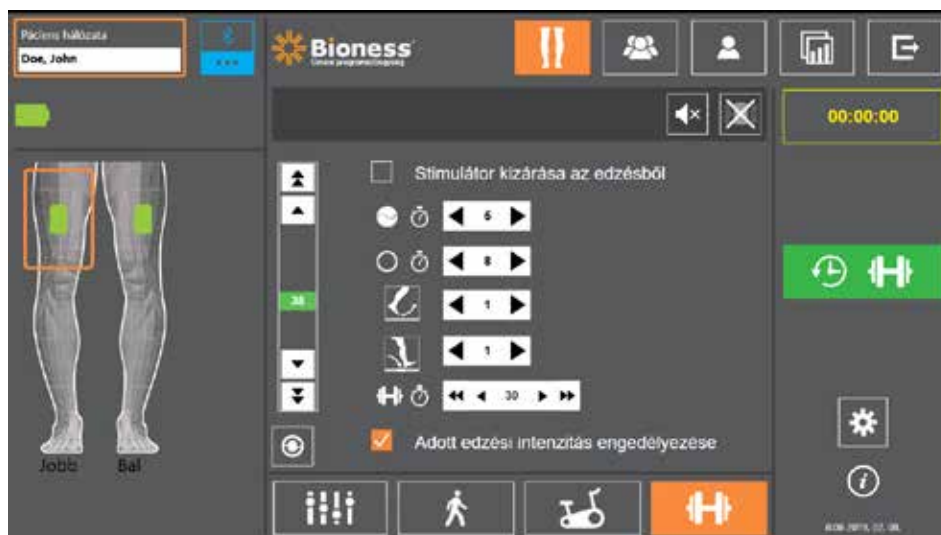 Páciens hálózata
Doe, John
Bioness
00:00:00
Stimulátor kizárása az edzésből
6
8
38
1
1
30
Adott edzési intenzitás engedélyezése
Jobb
Bal